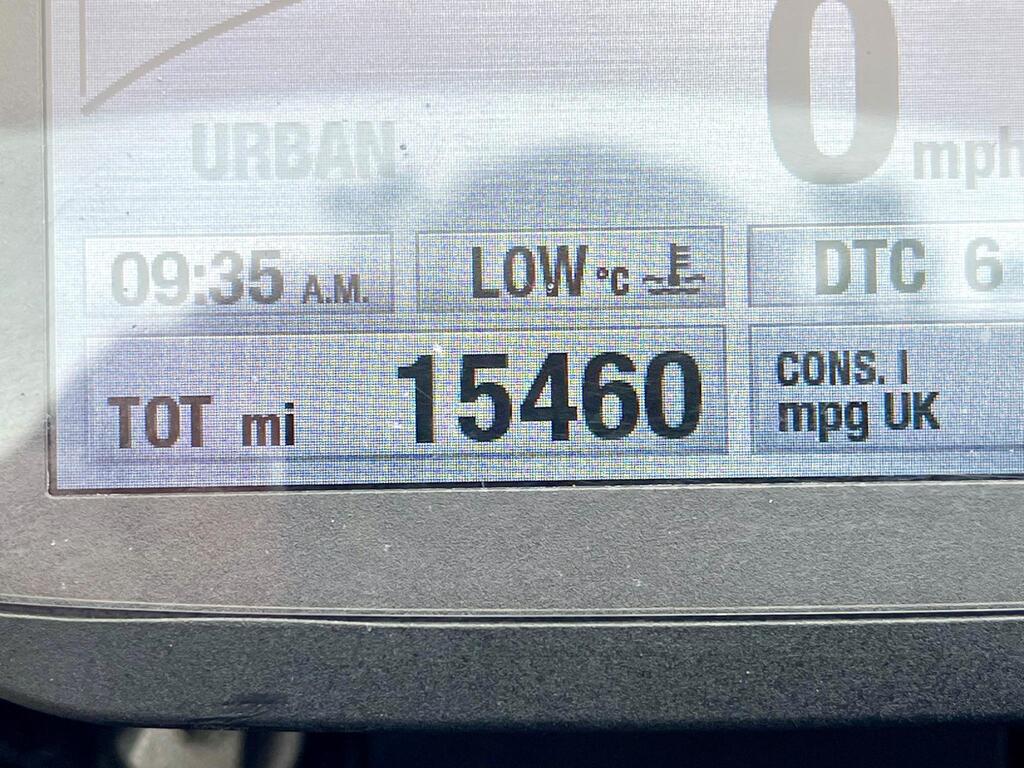 0
mph
URBAN
09:35 A.M.
LOW °C
DTC 6
TOT mi 15460
CONS. I
mpg UK